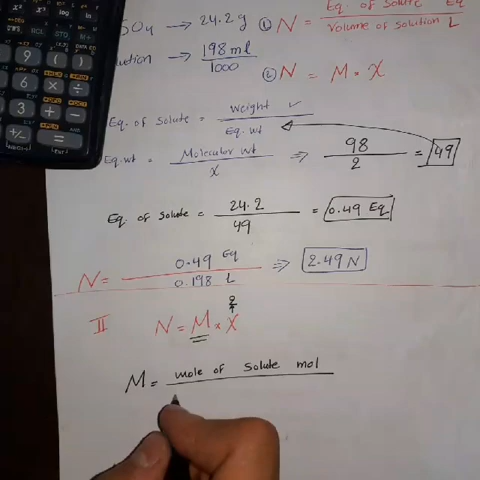 SO4 → 24.2 g ① N = Eq of Solute Eq / Volume of Solution L
ution → 198 ml / 1000
② N = M * X
Eq. of Solute = weight ✓ / Eq. wt
Eq.wt = Molecular wt / X ⇒ 98 / 2 = 49
Eq of Solute = 24.2 / 49 = 0.49 Eq
N = 0.49 Eq / 0.198 L ⇒ 2.49 N
II N = M * X 2
M = mole of Solute mol